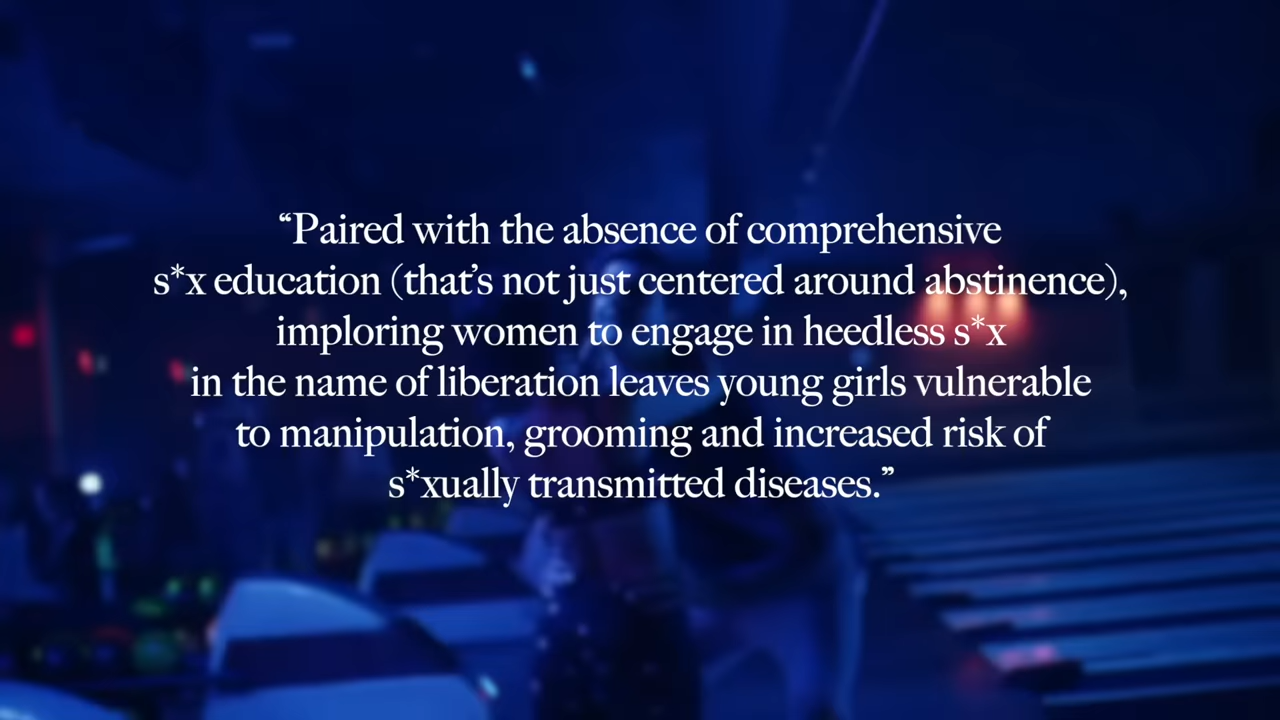 “Paired with the absence of comprehensive
s*x education (that’s not just centered around abstinence),
imploring women to engage in heedless s*x
in the name of liberation leaves young girls vulnerable
to manipulation, grooming and increased risk of
s*xually transmitted diseases.”